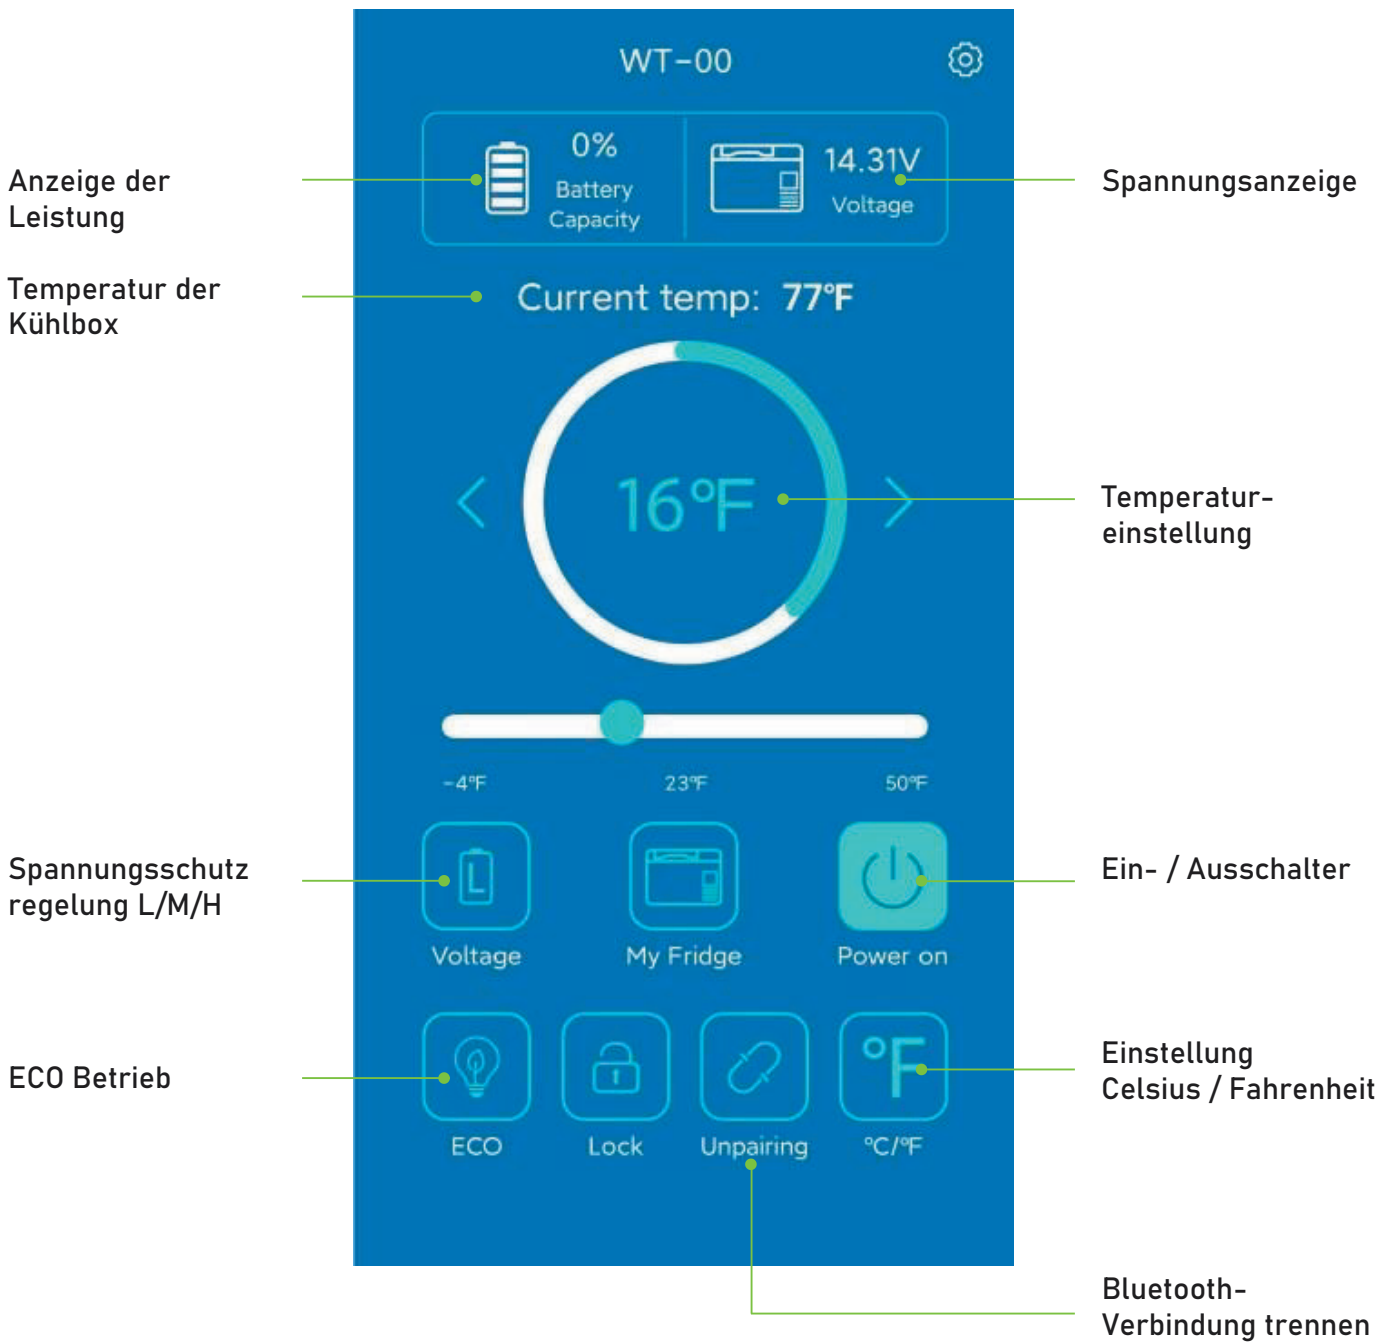 WT-00
0%
Battery
Capacity
14.31V
Voltage
Anzeige der
Leistung
Spannungsanzeige
Temperatur der
Kühlbox
Current temp: 77°F
16°F
Temperatur-
einstellung
-4°F 23°F 50°F
Spannungsschutz
regelung L/M/H
L
Voltage
My Fridge
Power on
Ein- / Ausschalter
ECO Betrieb
°F
Einstellung
Celsius / Fahrenheit
ECO
Lock
Unpairing
°C/°F
Bluetooth-
Verbindung trennen